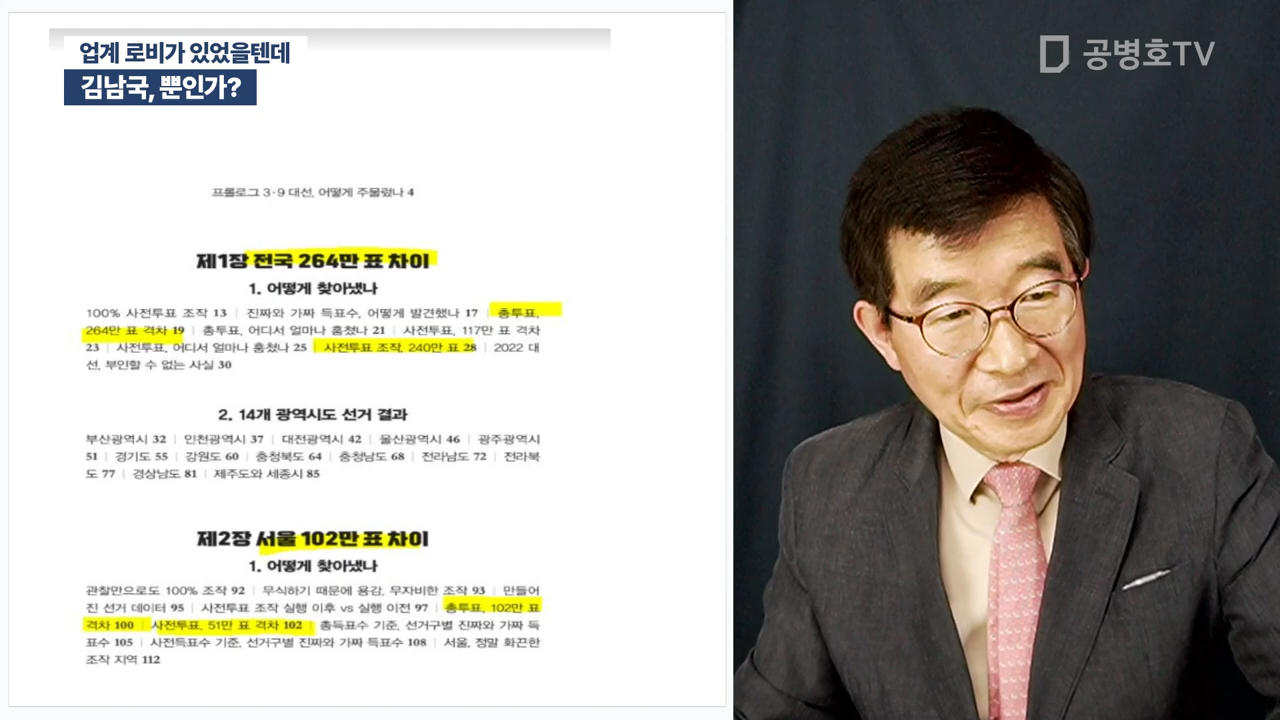 업계 로비가 있었을텐데
김남국, 뿐인가?
공병호TV
프롤로그 3·9 대선, 어떻게 주물렀나 4
제1장 전국 264만 표 차이
1. 어떻게 찾아냈나
100% 사전투표 조작 13 | 진짜와 가짜 득표수, 어떻게 발견했나 17 | 총투표,
264만 표 격차 19 | 총투표, 어디서 얼마나 훔쳤나 21 | 사전투표, 117만 표 격차
23 | 사전투표, 어디서 얼마나 훔쳤나 25 | 사전투표 조작, 240만 표 28 | 2022 대
선, 부인할 수 없는 사실 30
2. 14개 광역시도 선거 결과
부산광역시 32 | 인천광역시 37 | 대전광역시 42 | 울산광역시 46 | 광주광역시
51 | 경기도 55 | 강원도 60 | 충청북도 64 | 충청남도 68 | 전라남도 72 | 전라북
도 77 | 경상남도 81 | 제주도와 세종시 85
제2장 서울 102만 표 차이
1. 어떻게 찾아냈나
관찰만으로도 100% 조작 92 | 무식하기 때문에 용감, 무자비한 조작 93 | 만들어
진 선거 데이터 95 | 사전투표 조작 실행 이후 vs 실행 이전 97 | 총투표, 102만 표
격차 100 | 사전투표, 51만 표 격차 102 | 총득표수 기준, 선거구별 진짜와 가짜 득
표수 105 | 사전득표수 기준, 선거구별 진짜와 가짜 득표수 108 | 서울, 정말 화끈한
조작 지역 112